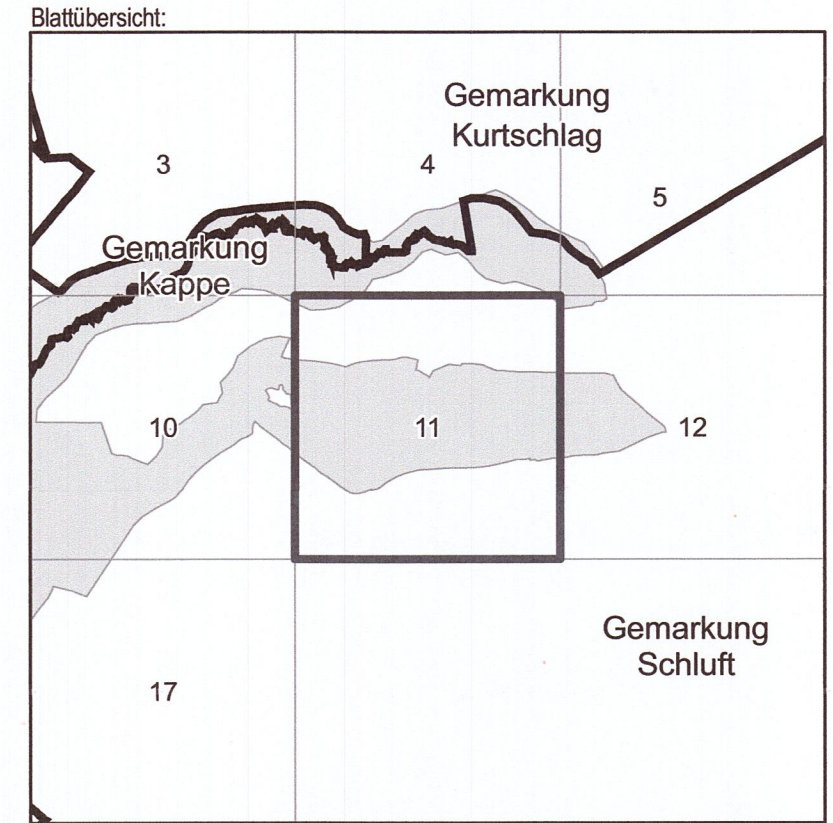 Blattübersicht:
Gemarkung
Kurtschlag
3
4
5
Gemarkung
Kappe
10
11
12
Gemarkung
Schluft
17